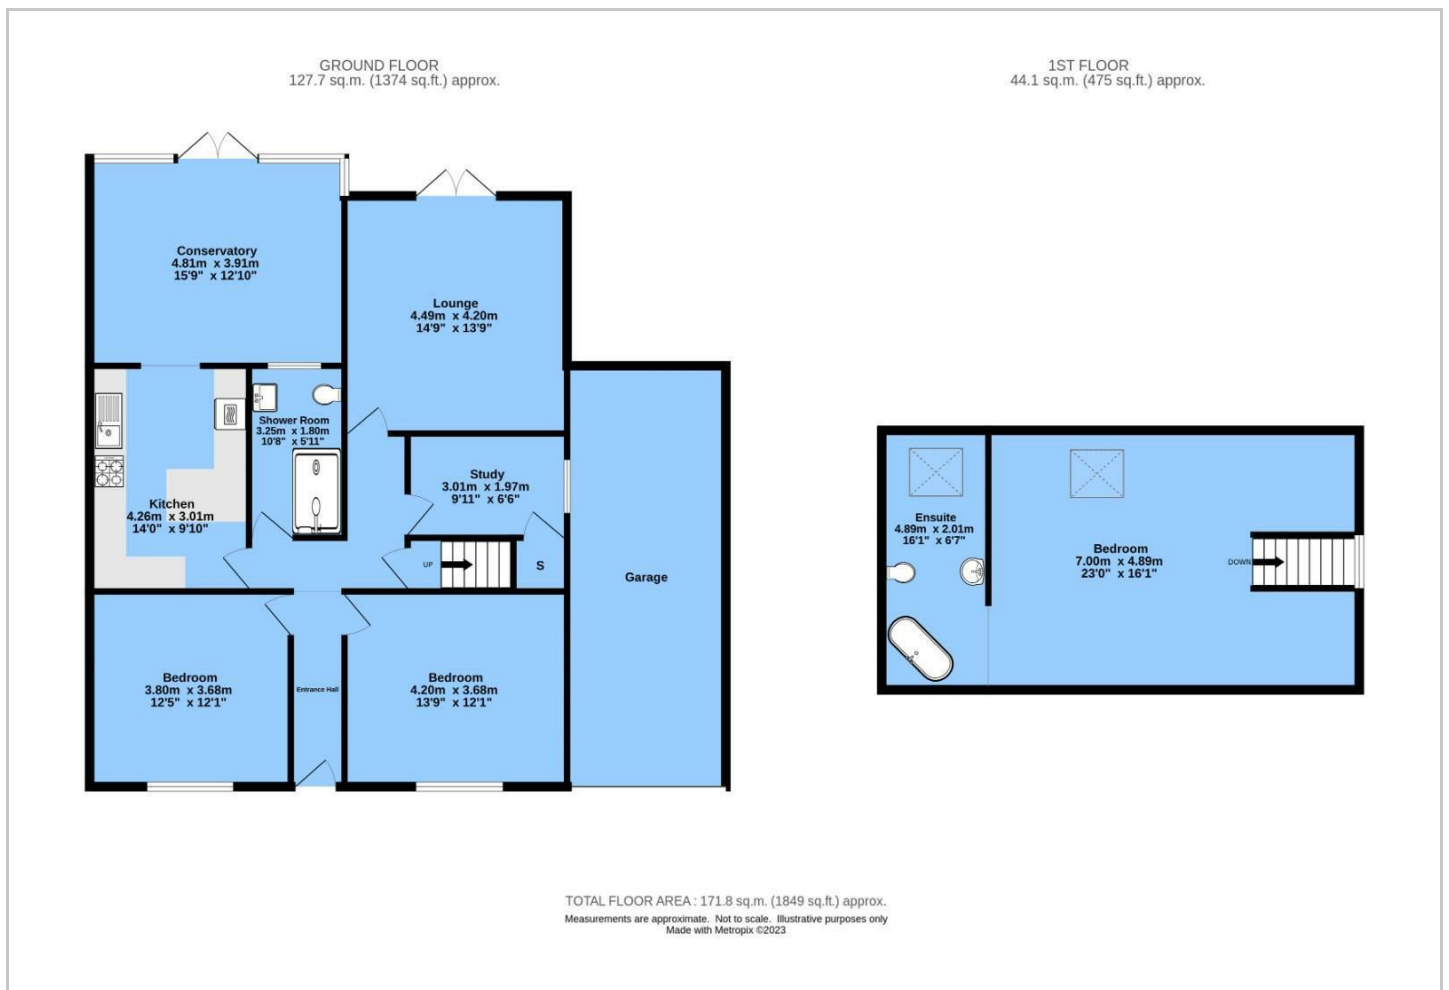 GROUND FLOOR
127.7 sq.m. (1374 sq.ft.) approx.
1ST FLOOR
44.1 sq.m. (475 sq.ft.) approx.
Conservatory
4.81m x 3.91m
15'9" x 12'10"
Lounge
4.49m x 4.20m
14'9" x 13'9"
Shower Room
3.25m x 1.80m
10'8" x 5'11"
Study
3.01m x 1.97m
9'11" x 6'6"
Kitchen
4.26m x 3.01m
14'0" x 9'10"
UP
S
Garage
Bedroom
3.80m x 3.68m
12'5" x 12'1"
Entrance Hall
Bedroom
4.20m x 3.68m
13'9" x 12'1"
Ensuite
4.89m x 2.01m
16'1" x 6'7"
Bedroom
7.00m x 4.89m
23'0" x 16'1"
DOWN
TOTAL FLOOR AREA : 171.8 sq.m. (1849 sq.ft.) approx.
Measurements are approximate. Not to scale. Illustrative purposes only
Made with Metropix ©2023